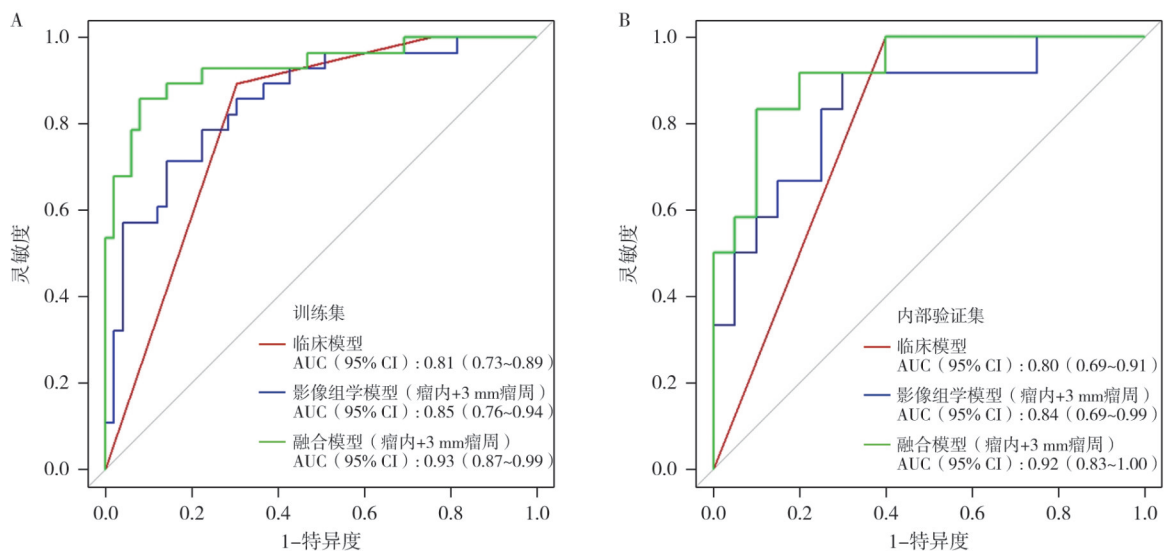 A
1.0
0.8
0.6
0.4
0.2
0.0
灵敏度
训练集
临床模型
AUC（95% CI）: 0.81（0.73~0.89）
影像组学模型（瘤内+3 mm瘤周）
AUC（95% CI）: 0.85（0.76~0.94）
融合模型（瘤内+3 mm瘤周）
AUC（95% CI）: 0.93（0.87~0.99）
0.0 0.2 0.4 0.6 0.8 1.0
1-特异度
B
1.0
0.8
0.6
0.4
0.2
0.0
灵敏度
内部验证集
临床模型
AUC（95% CI）: 0.80（0.69~0.91）
影像组学模型（瘤内+3 mm瘤周）
AUC（95% CI）: 0.84（0.69~0.99）
融合模型（瘤内+3 mm瘤周）
AUC（95% CI）: 0.92（0.83~1.00）
0.0 0.2 0.4 0.6 0.8 1.0
1-特异度